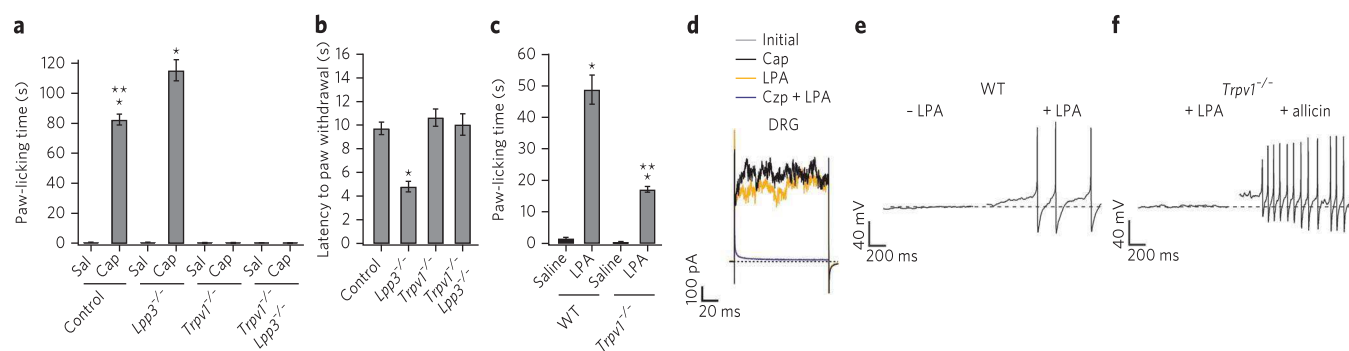 a
Paw-licking time (s)
120
100
80
60
40
20
0
**
*
*
Sal
Cap
Sal
Cap
Sal
Cap
Sal
Cap
Control
Lpp3⁻/⁻
Trpv1⁻/⁻
Trpv1⁻/⁻
Lpp3⁻/⁻
b
Latency to paw withdrawal (s)
16
14
12
10
8
6
4
2
0
*
Control
Lpp3⁻/⁻
Trpv1⁻/⁻
Trpv1⁻/⁻
Lpp3⁻/⁻
c
Paw-licking time (s)
60
50
40
30
20
10
0
*
**
*
Saline
LPA
Saline
LPA
WT
Trpv1⁻/⁻
d
Initial
Cap
LPA
Czp + LPA
DRG
100 pA
20 ms
e
WT
– LPA
+ LPA
40 mV
200 ms
f
Trpv1⁻/⁻
+ LPA
+ allicin
40 mV
200 ms